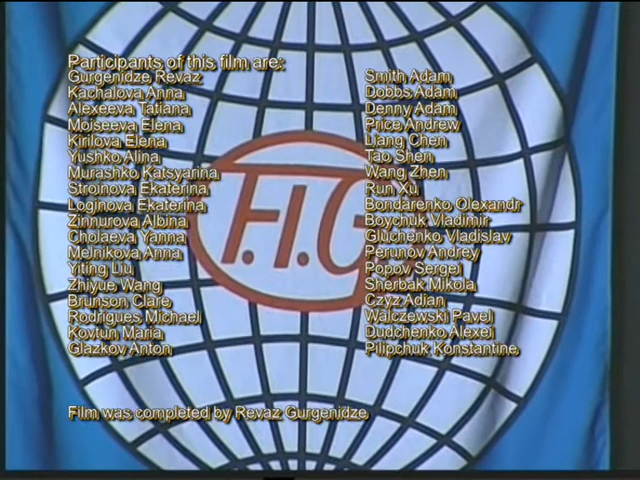 Participants of this film are:
Gurgenidze Revaz
Kachalova Anna
Alexeeva Tatiana
Moiseeva Elena
Kirilova Elena
Yushko Alina
Murashko Katsyarina
Stroinova Ekaterina
Loginova Ekaterina
Zinnurova Albina
Cholaeva Yanna
Melnikova Anna
Yiting Liu
Zhiyue Wang
Brunson Clare
Rodrigues Michael
Kovtun Maria
Glazkov Anton
Smith Adam
Dobbs Adam
Denny Adam
Price Andrew
Liang Chen
Tao Shen
Wang Zhen
Run Xu
Bondarenko Olexandr
Boychuk Vladimir
Gluchenko Vladislav
Perunov Andrey
Popov Sergei
Sherbak Mikola
Czyz Adian
Walczewski Pavel
Dudchenko Alexei
Pilipchuk Konstantine
F.I.G
Film was completed by Revaz Gurgenidze